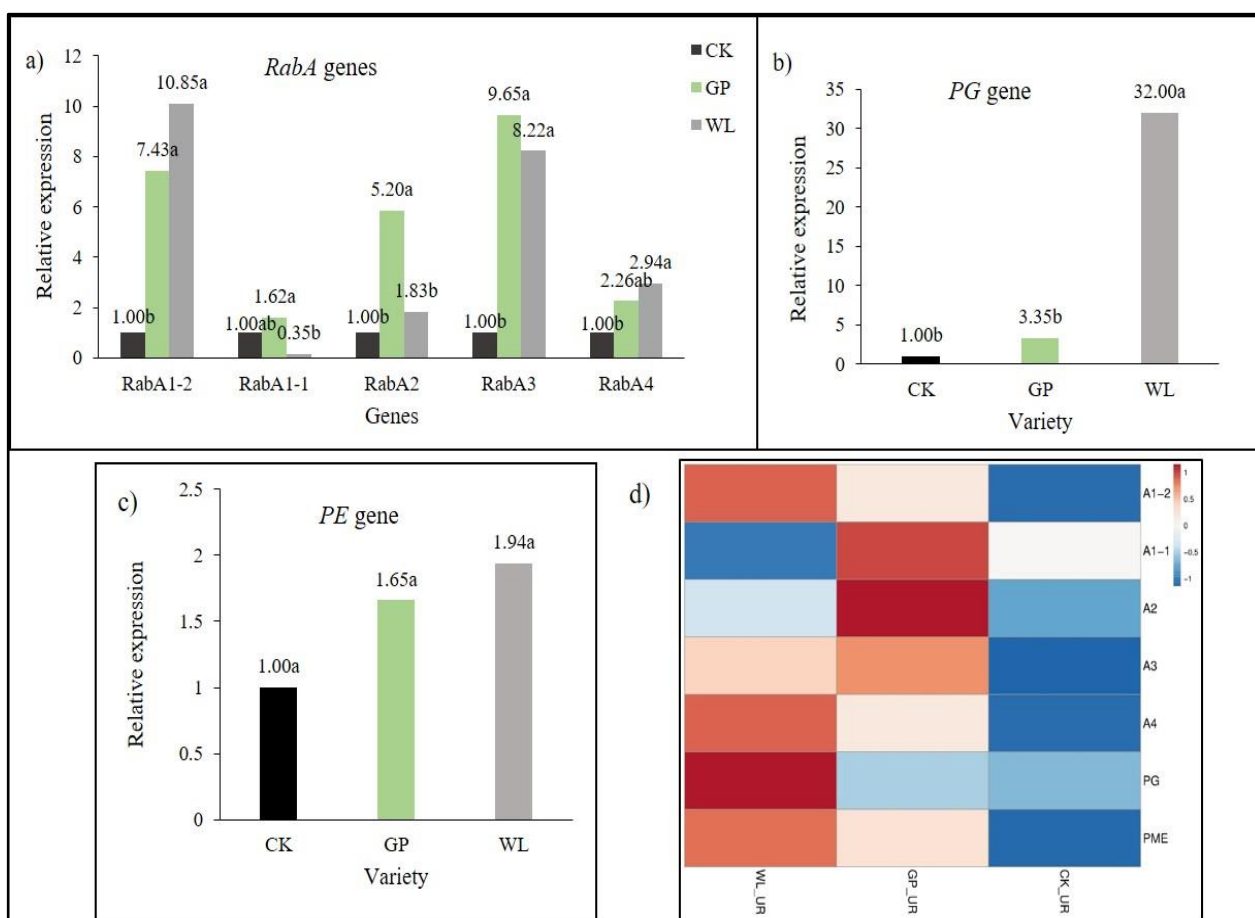 a)
RabA genes
CK
GP
WL
Relative expression
12
10
8
6
4
2
0
1.00b
7.43a
10.85a
1.00ab
1.62a
0.35b
1.00b
5.20a
1.83b
1.00b
9.65a
8.22a
1.00b
2.26ab
2.94a
RabA1-2
RabA1-1
RabA2
RabA3
RabA4
Genes
b)
PG gene
Relative expression
35
30
25
20
15
10
5
0
1.00b
3.35b
32.00a
CK
GP
WL
Variety
c)
PE gene
Relative expression
2.5
2
1.5
1
0.5
0
1.00a
1.65a
1.94a
CK
GP
WL
Variety
d)
1
0.5
0
−0.5
−1
A1-2
A1-1
A2
A3
A4
PG
PME
WL_UR
GP_UR
CK_UR